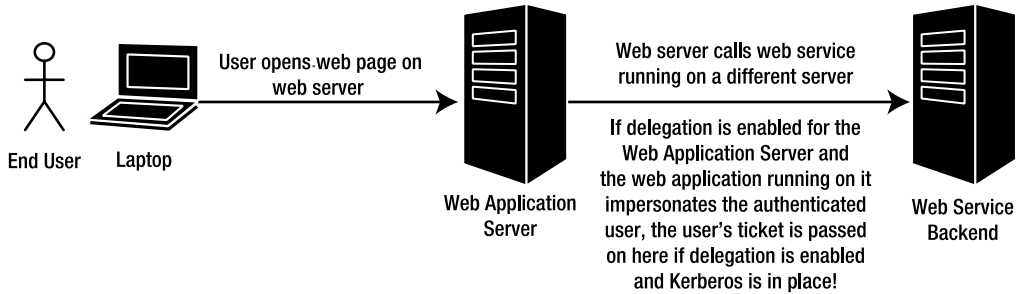 User opens web page on
web server
Web server calls web service
running on a different server
End User
Laptop
Web Application
Server
If delegation is enabled for the
Web Application Server and
the web application running on it
impersonates the authenticated
user, the user's ticket is passed
on here if delegation is enabled
and Kerberos is in place!
Web Service
Backend